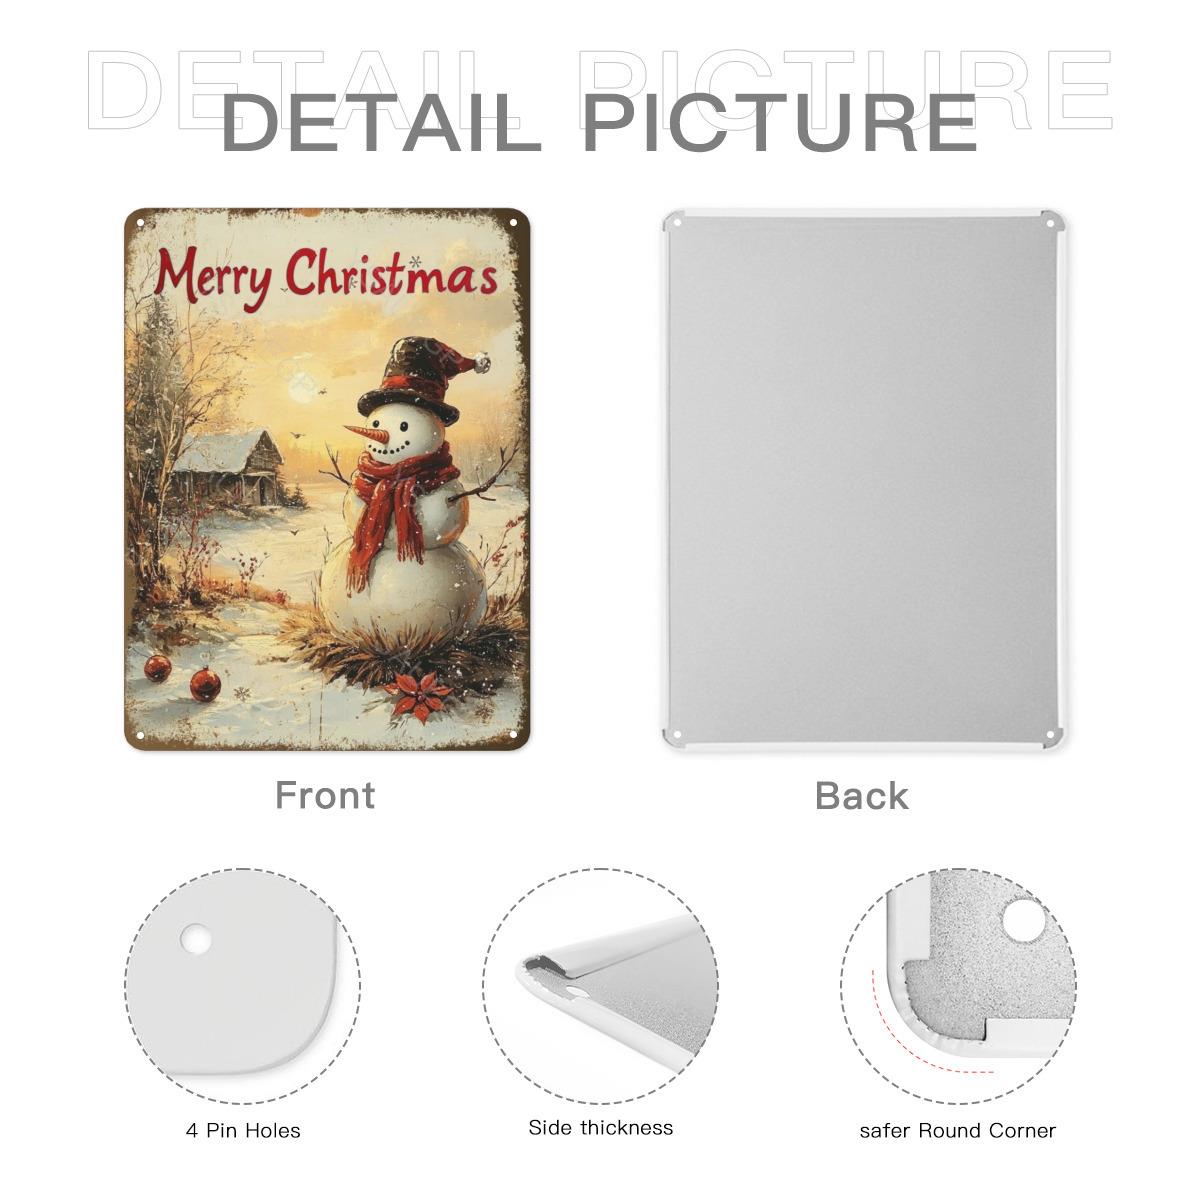 DETAIL PICTURE
DETAIL PICTURE
Merry Christmas
Front
Back
4 Pin Holes
Side thickness
safer Round Corner